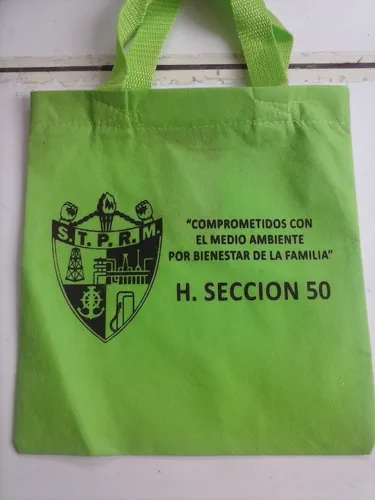 S. T. P. R. M.
"COMPROMETIDOS CON
EL MEDIO AMBIENTE
POR BIENESTAR DE LA FAMILIA"
H. SECCION 50